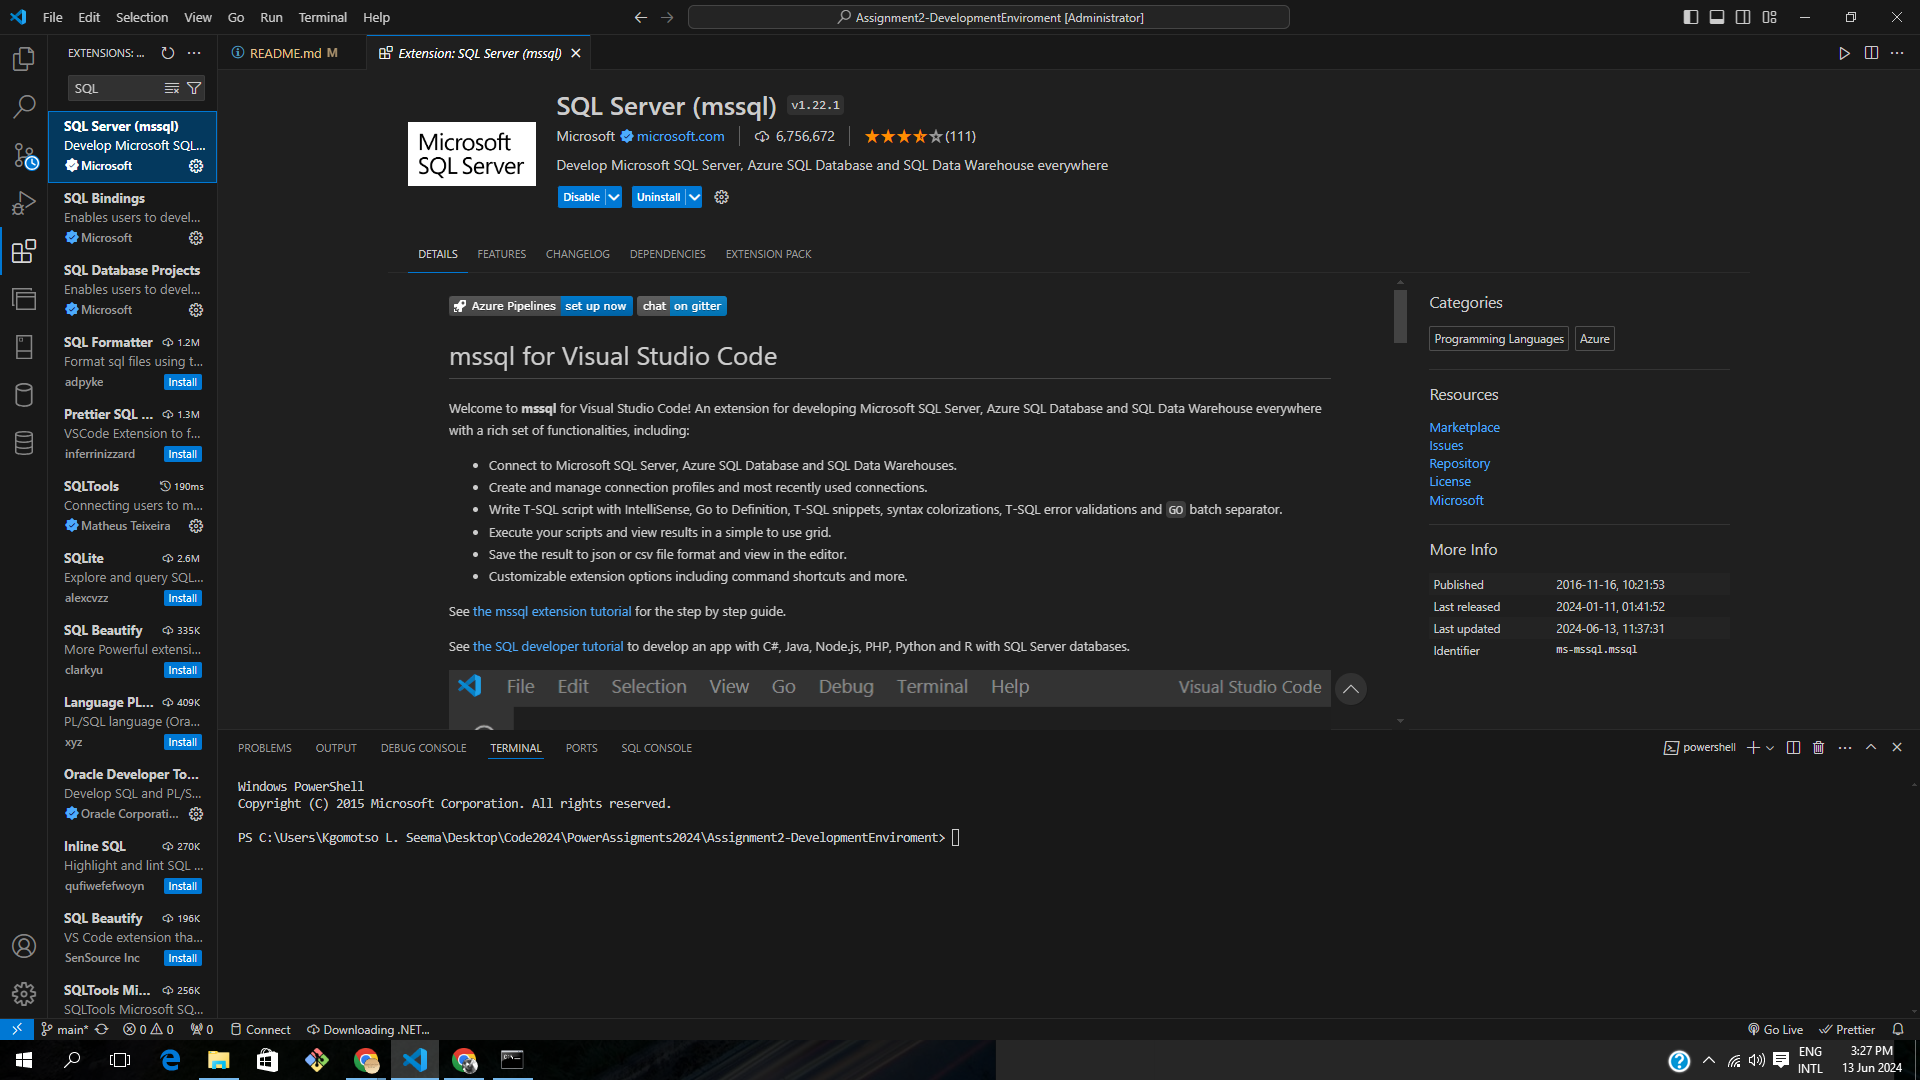 File Edit Selection View Go Run Terminal Help
Assignment2-DevelopmentEnviroment [Administrator]
EXTENSIONS: ...
README.md M
Extension: SQL Server (mssql)
SQL
SQL Server (mssql)
Develop Microsoft SQL...
Microsoft
SQL Bindings
Enables users to devel...
Microsoft
SQL Database Projects
Enables users to devel...
Microsoft
SQL Formatter 1.2M
Format sql files using t...
adpyke Install
Prettier SQL ... 1.3M
VSCode Extension to f...
inferrinizzard Install
SQLTools 190ms
Connecting users to m...
Matheus Teixeira
SQLite 2.6M
Explore and query SQL...
alexcvzz Install
SQL Beautify 335K
More Powerful extensi...
clarkyu Install
Language PL... 409K
PL/SQL language (Ora...
xyz Install
Oracle Developer To...
Develop SQL and PL/S...
Oracle Corporati...
Inline SQL 270K
Highlight and lint SQL ...
qufiwefefwoyn Install
SQL Beautify 196K
VS Code extension tha...
SenSource Inc Install
SQLTools Mi... 256K
SQLTools Microsoft SQ...
Microsoft
SQL Server
SQL Server (mssql) v1.22.1
Microsoft microsoft.com 6,756,672 (111)
Develop Microsoft SQL Server, Azure SQL Database and SQL Data Warehouse everywhere
Disable Uninstall
DETAILS FEATURES CHANGELOG DEPENDENCIES EXTENSION PACK
Azure Pipelines set up now chat on gitter
mssql for Visual Studio Code
Welcome to mssql for Visual Studio Code! An extension for developing Microsoft SQL Server, Azure SQL Database and SQL Data Warehouse everywhere
with a rich set of functionalities, including:
• Connect to Microsoft SQL Server, Azure SQL Database and SQL Data Warehouses.
• Create and manage connection profiles and most recently used connections.
• Write T-SQL script with IntelliSense, Go to Definition, T-SQL snippets, syntax colorizations, T-SQL error validations and GO batch separator.
• Execute your scripts and view results in a simple to use grid.
• Save the result to json or csv file format and view in the editor.
• Customizable extension options including command shortcuts and more.
See the mssql extension tutorial for the step by step guide.
See the SQL developer tutorial to develop an app with C#, Java, Node.js, PHP, Python and R with SQL Server databases.
File Edit Selection View Go Debug Terminal Help Visual Studio Code
Categories
Programming Languages Azure
Resources
Marketplace
Issues
Repository
License
Microsoft
More Info
Published 2016-11-16, 10:21:53
Last released 2024-01-11, 01:41:52
Last updated 2024-06-13, 11:37:31
Identifier ms-mssql.mssql
PROBLEMS OUTPUT DEBUG CONSOLE TERMINAL PORTS SQL CONSOLE
powershell
Windows PowerShell
Copyright (C) 2015 Microsoft Corporation. All rights reserved.
PS C:\Users\Kgomotso L. Seema\Desktop\Code2024\PowerAssigments2024\Assignment2-DevelopmentEnviroment>
main* 0 0 0 Connect Downloading .NET...
Go Live Prettier
ENG
INTL
3:27 PM
13 Jun 2024